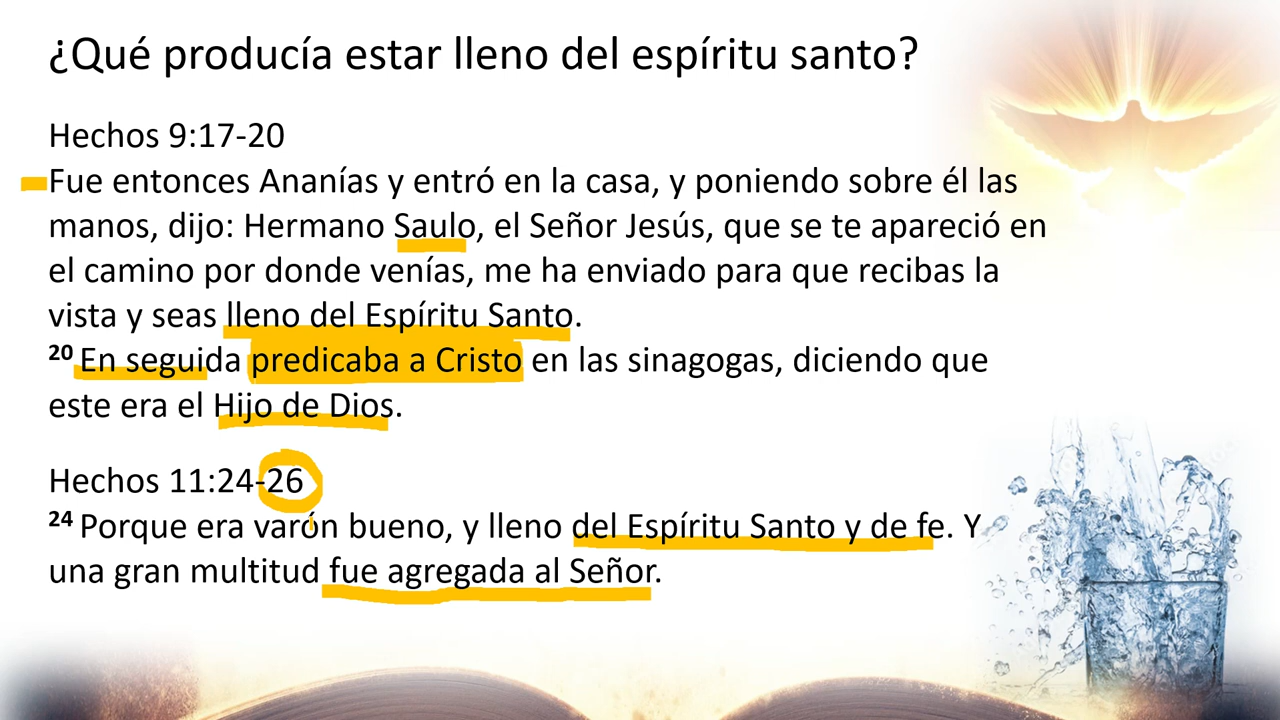 ¿Qué producía estar lleno del espíritu santo?
Hechos 9:17-20
Fue entonces Ananías y entró en la casa, y poniendo sobre él las
manos, dijo: Hermano Saulo, el Señor Jesús, que se te apareció en
el camino por donde venías, me ha enviado para que recibas la
vista y seas lleno del Espíritu Santo.
20 En seguida predicaba a Cristo en las sinagogas, diciendo que
este era el Hijo de Dios.
Hechos 11:24-26
24 Porque era varón bueno, y lleno del Espíritu Santo y de fe. Y
una gran multitud fue agregada al Señor.